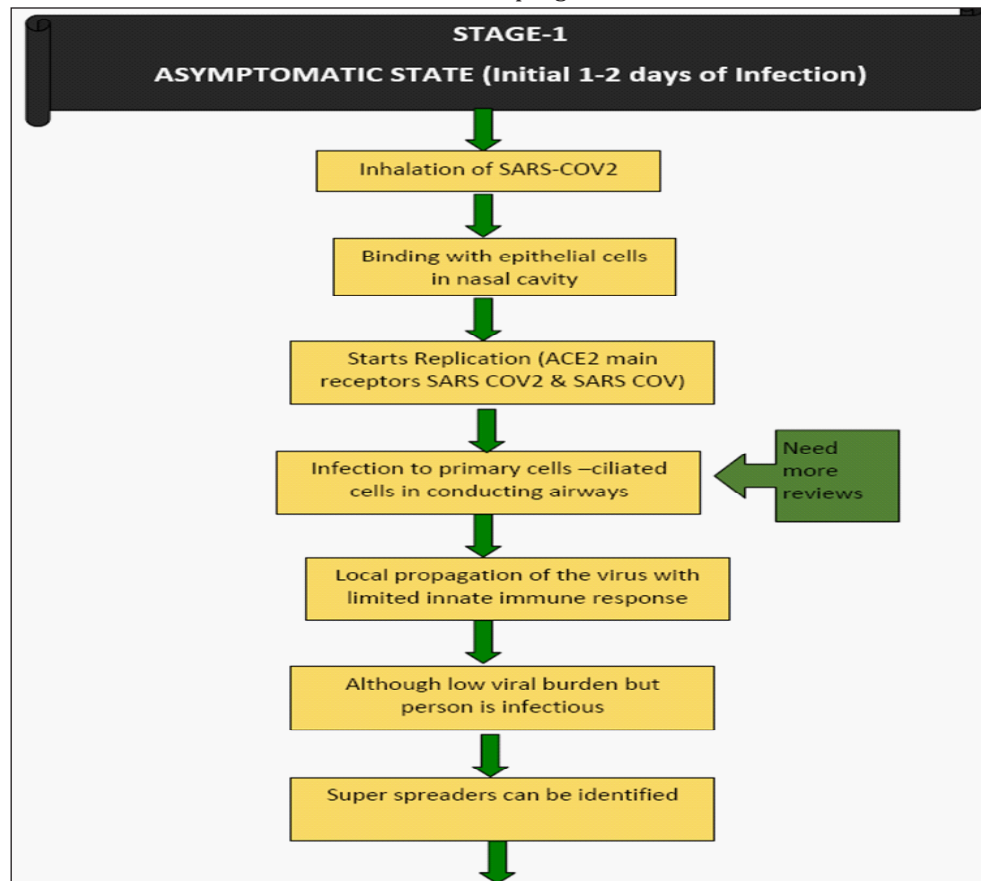 STAGE-1
ASYMPTOMATIC STATE (Initial 1-2 days of Infection)
Inhalation of SARS-COV2
Binding with epithelial cells
in nasal cavity
Starts Replication (ACE2 main
receptors SARS COV2 & SARS COV)
Infection to primary cells –ciliated
cells in conducting airways
Need
more
reviews
Local propagation of the virus with
limited innate immune response
Although low viral burden but
person is infectious
Super spreaders can be identified